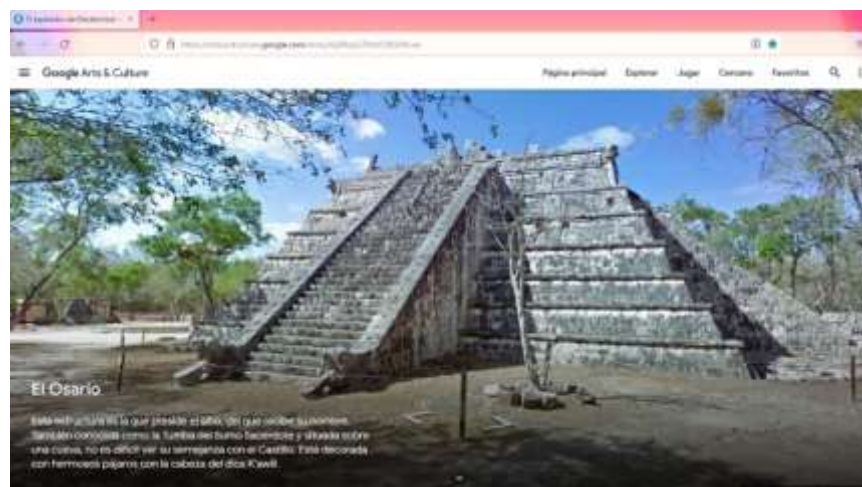 Google Arts & Culture
Página principal Explorar Jugar Cercano Favoritos
El Osario
Esta estructura es la que preside el sitio, del que recibe su nombre.
También conocida como la Tumba del Sumo Sacerdote y situada sobre
una cueva, no es difícil ver su semejanza con el Castillo. Está decorada
con hermosos pájaros con la cabeza del dios K'awiil.